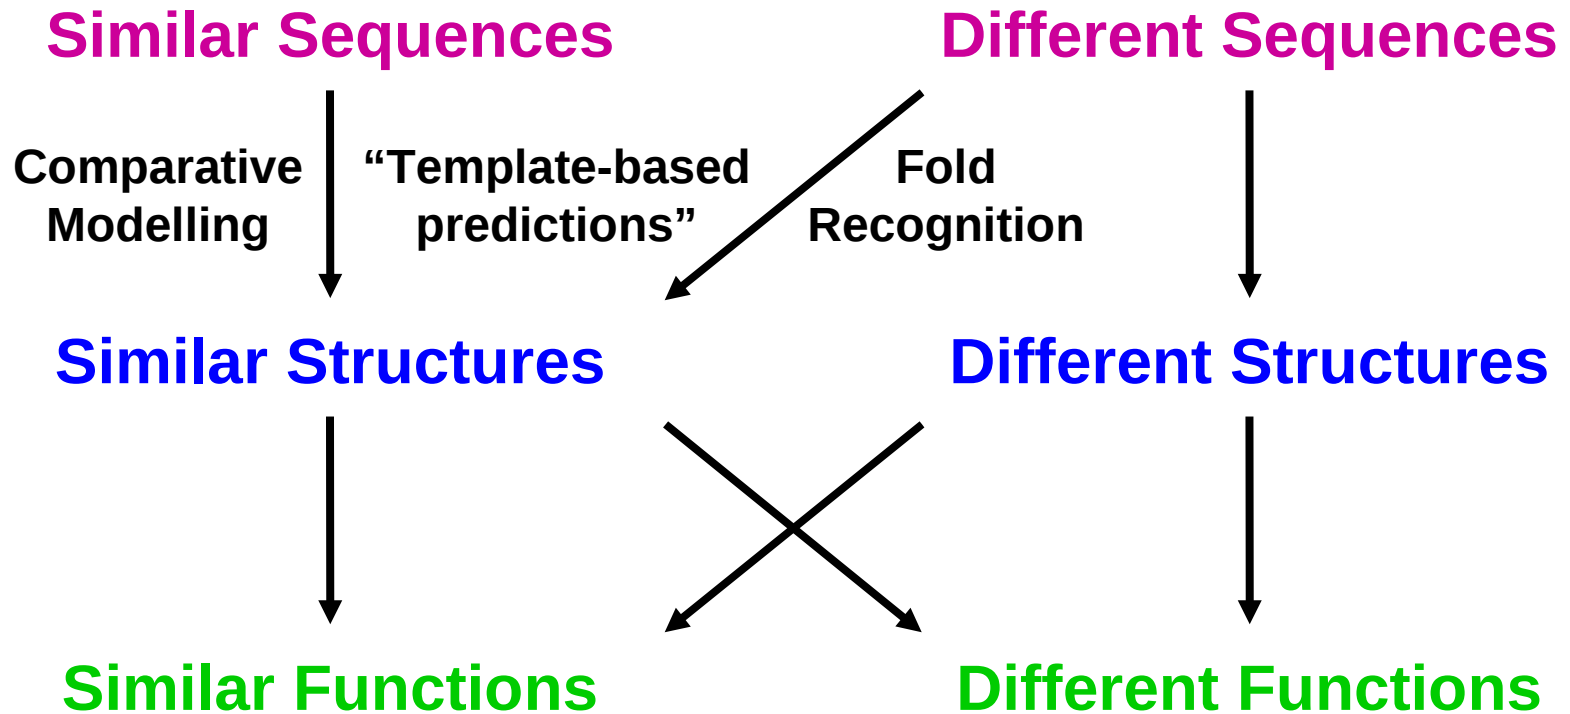 Similar Sequences
Different Sequences
Comparative
Modelling
“Template-based
predictions”
Fold
Recognition
Similar Structures
Different Structures
Similar Functions
Different Functions